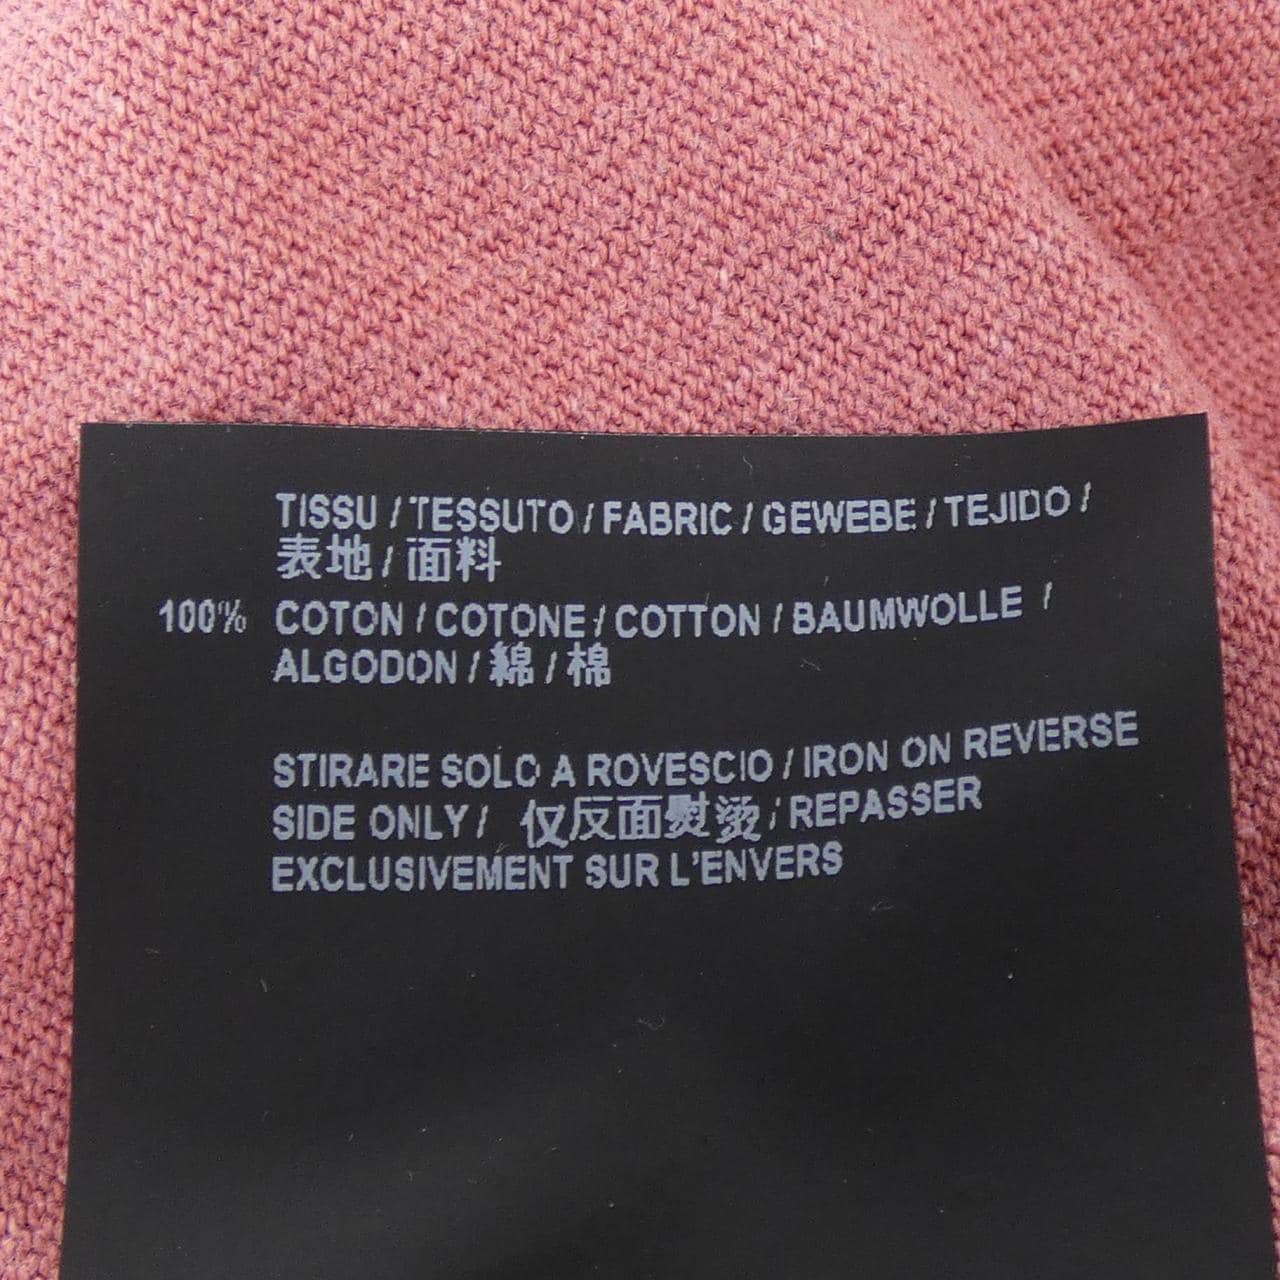 TISSU / TESSUTO / FABRIC / GEWEBE / TEJIDO /
表地 / 面料
100% COTON / COTONE / COTTON / BAUMWOLLE /
ALGODON / 綿 / 棉
STIRARE SOLO A ROVESCIO / IRON ON REVERSE
SIDE ONLY / 仅反面熨烫 / REPASSER
EXCLUSIVEMENT SUR L'ENVERS